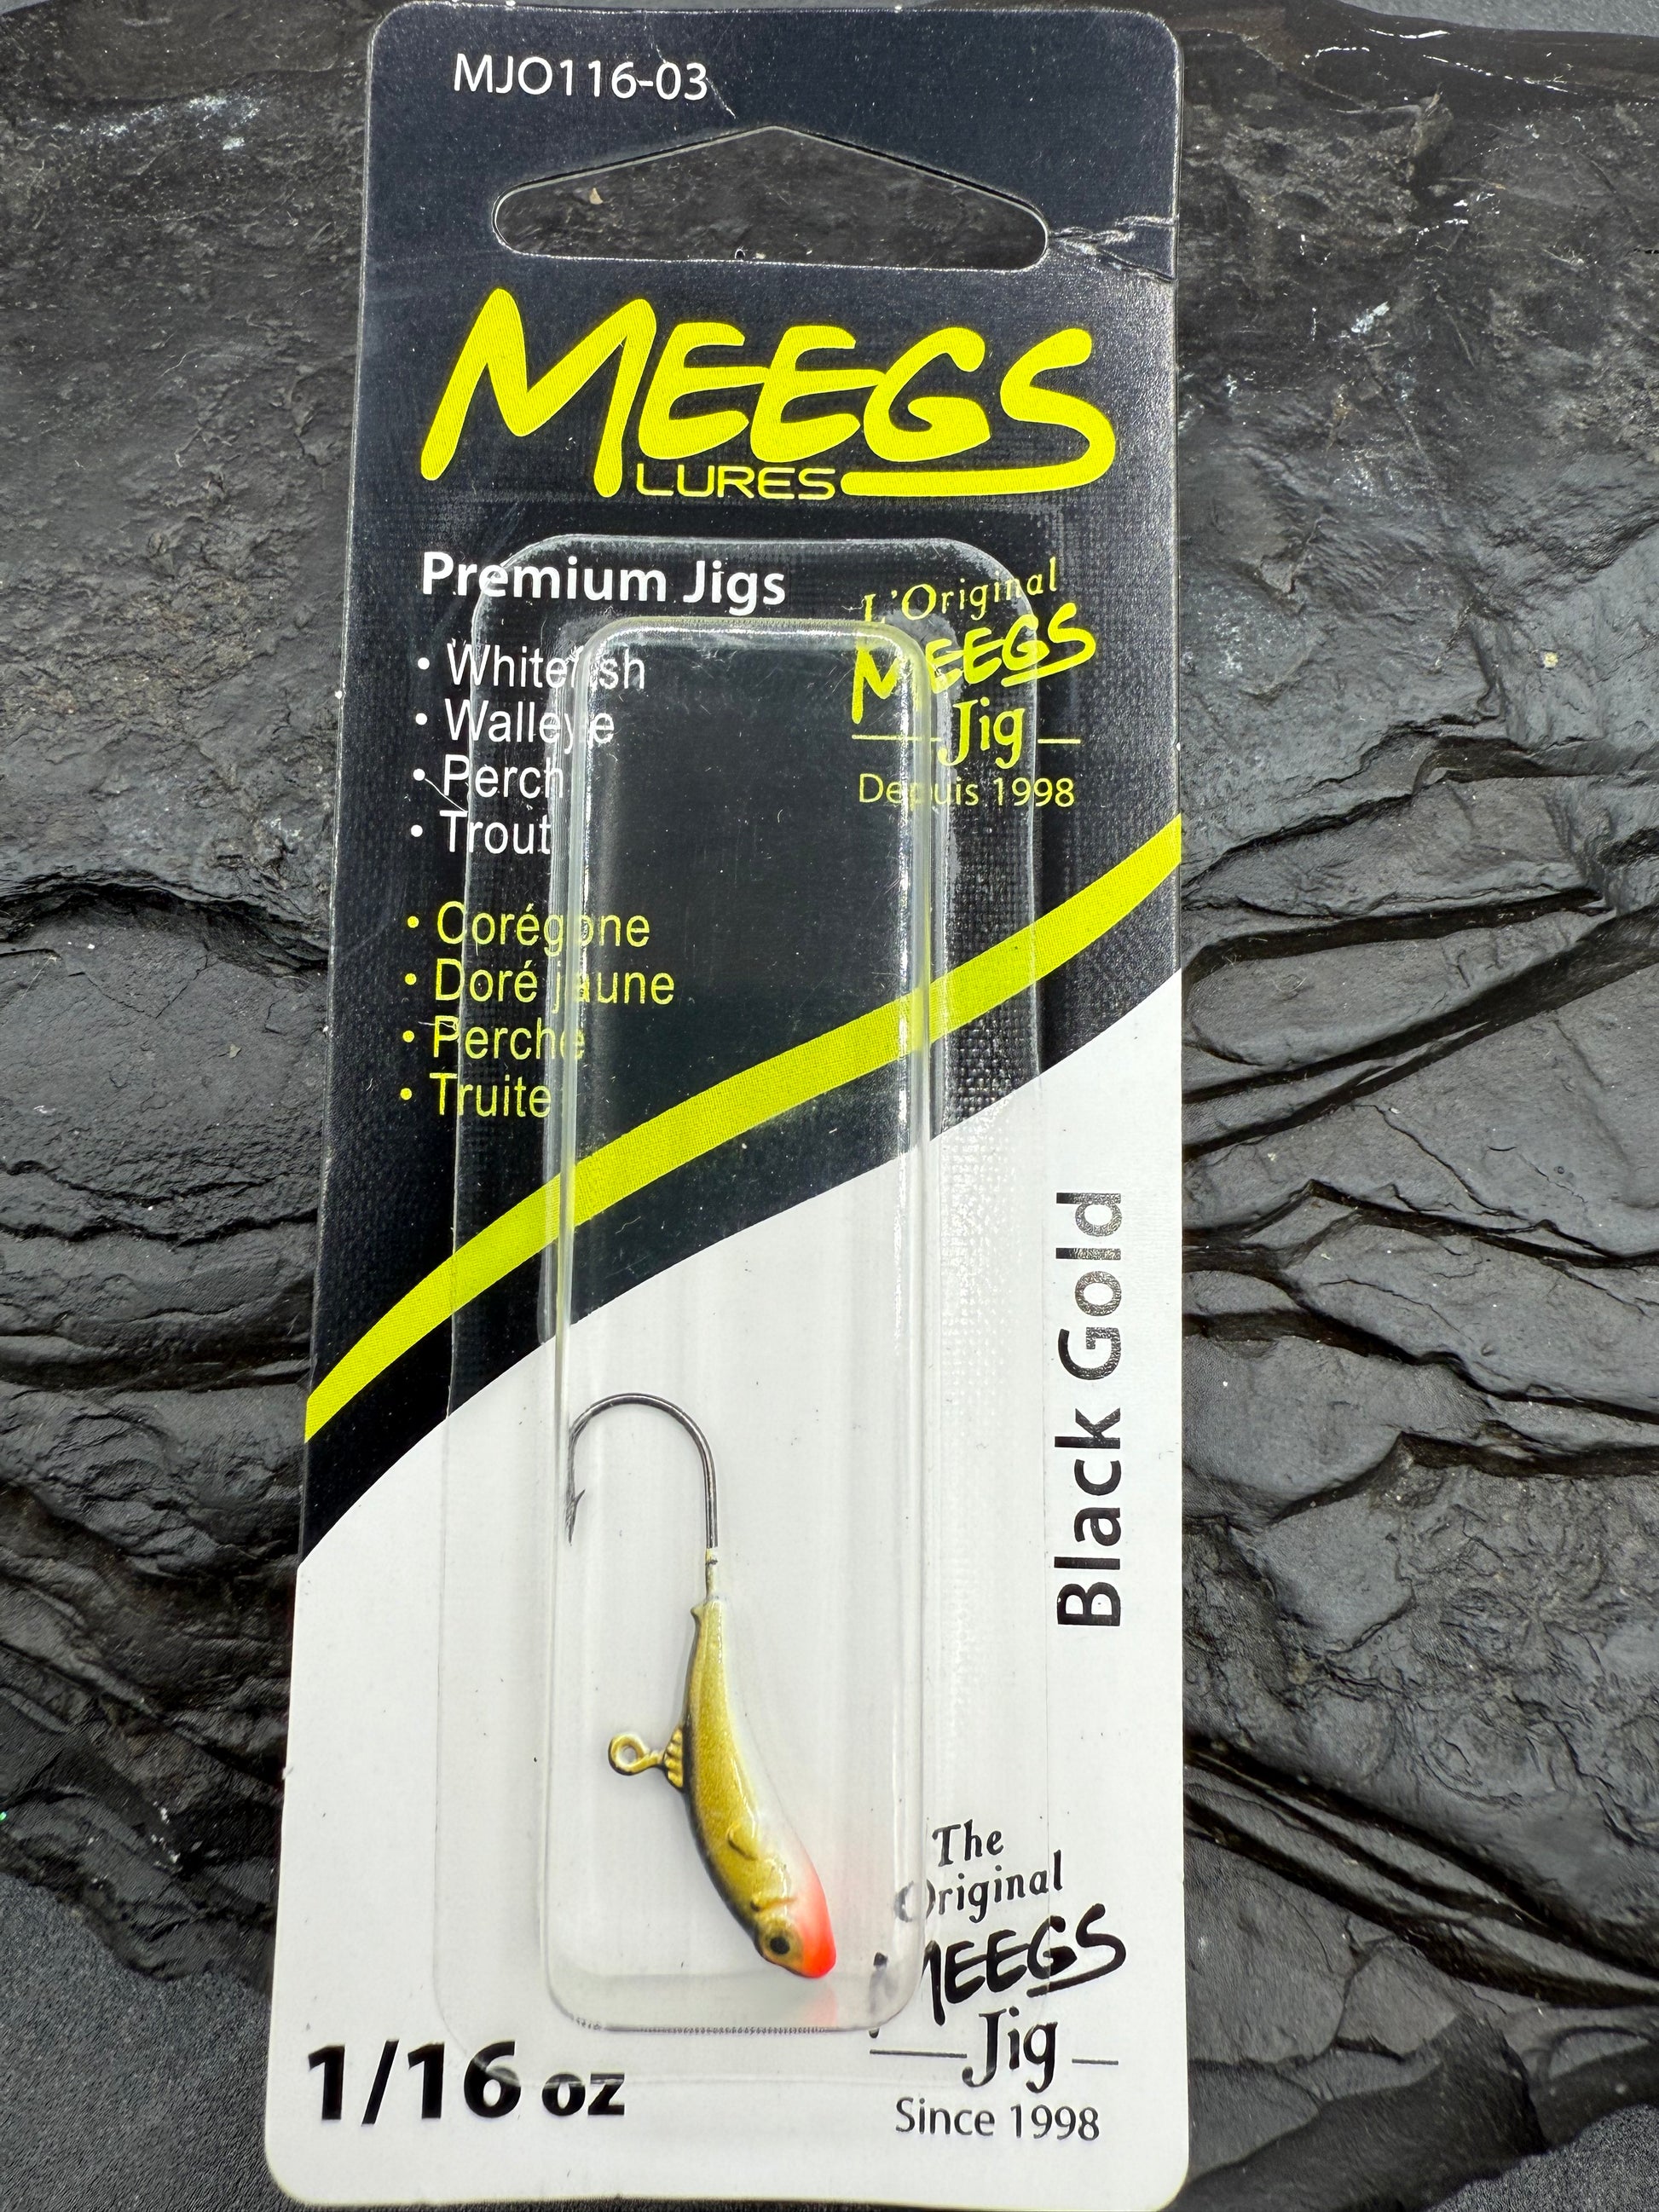 MJO116-03
MEEGS
LURES
Premium Jigs
• Whitefish
• Walleye
• Perch
• Trout
L'Original
MEEGS
Jig
Depuis 1998
• Corégone
• Doré jaune
• Perche
• Truite
Black Gold
The
Original
MEEGS
Jig
Since 1998
1/16 oz